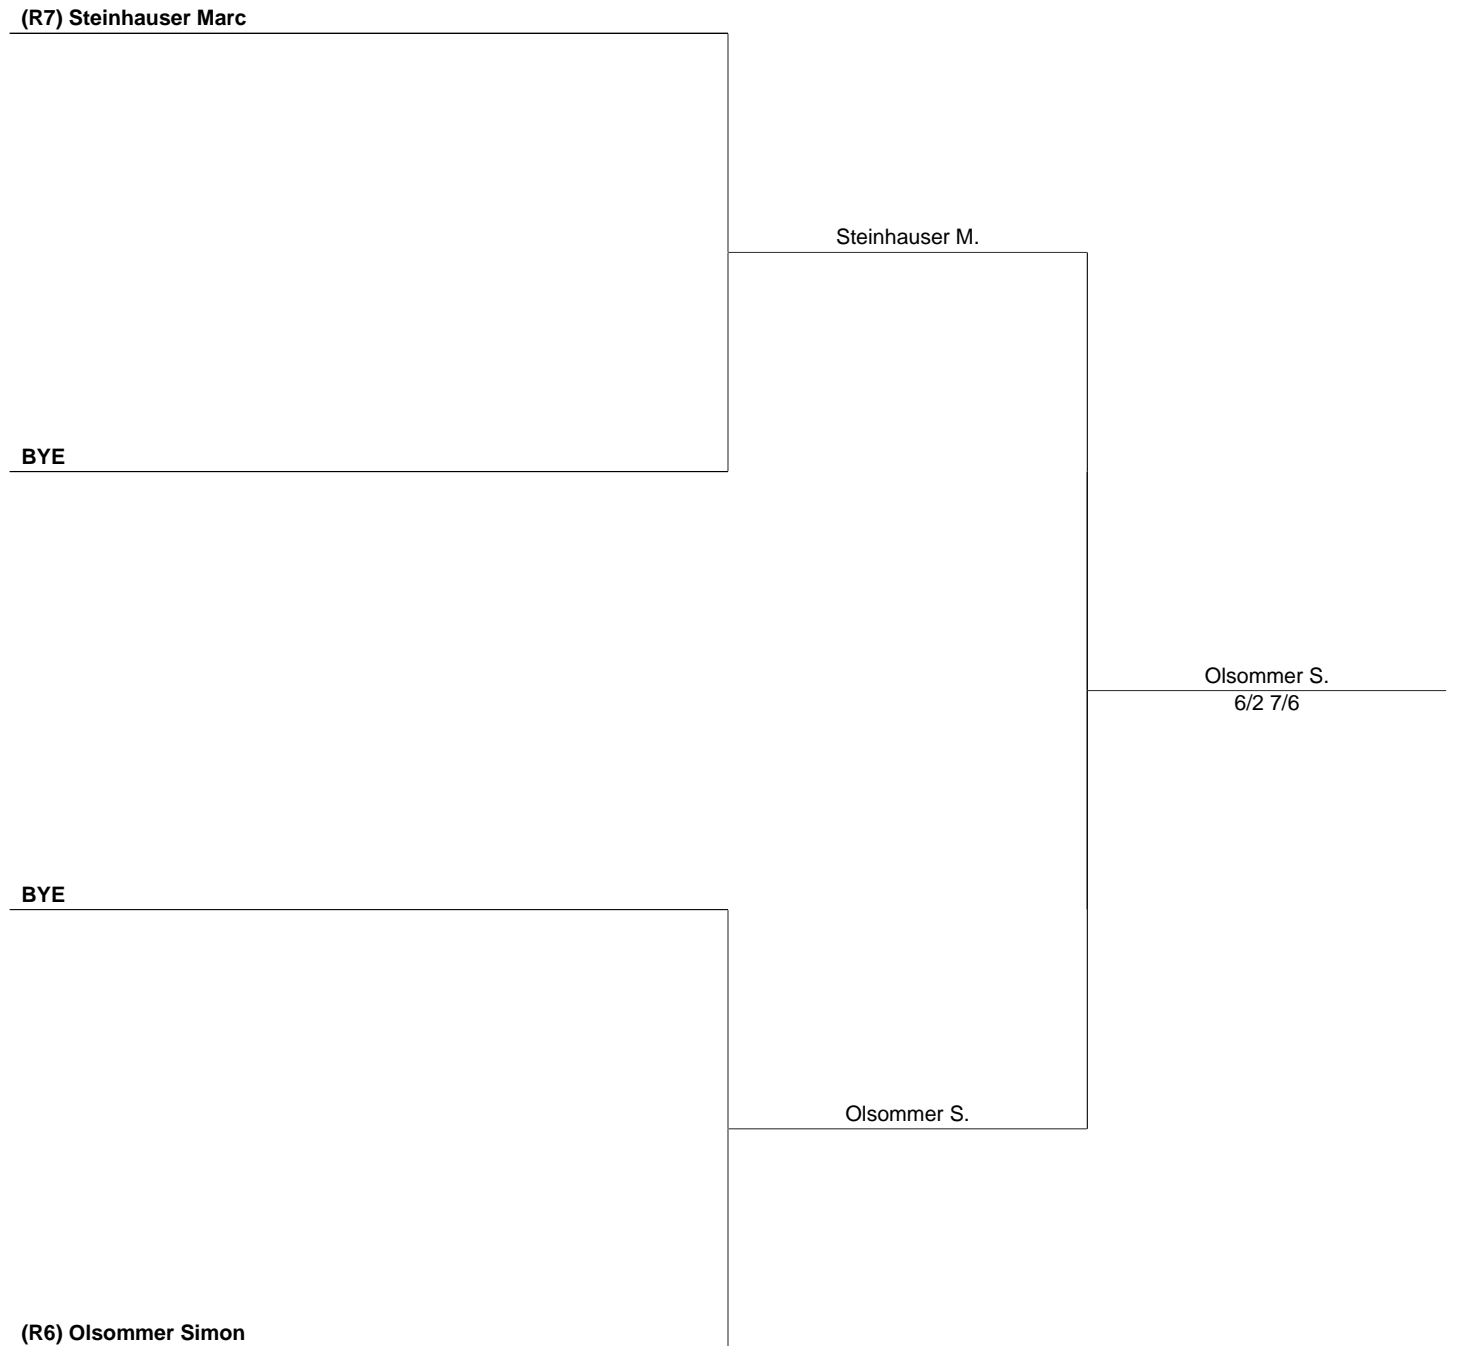 (R7) Steinhauser Marc
Steinhauser M.
BYE
Olsommer S.
6/2 7/6
BYE
Olsommer S.
(R6) Olsommer Simon